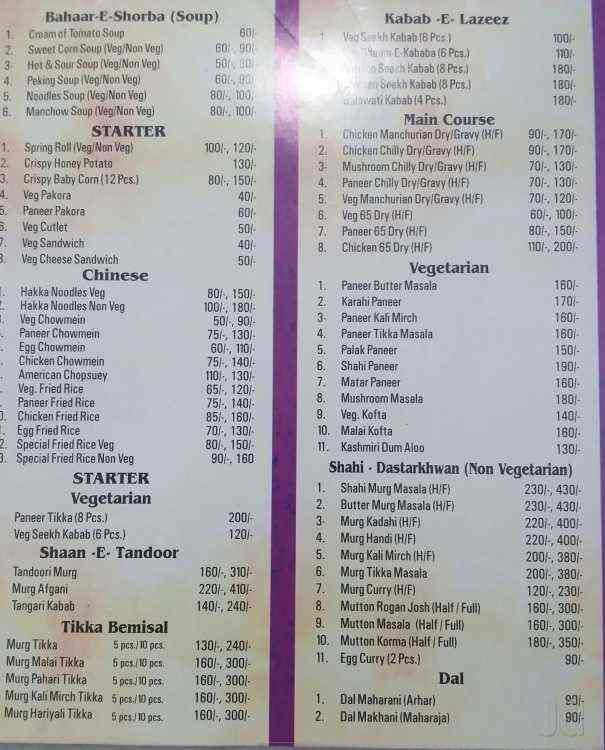 Bahaar-E-Shorba (Soup)
1. Cream of Tomato Soup 60/-
2. Sweet Corn Soup (Veg/Non Veg) 60/-, 90/-
3- Hot & Sour Soup (Veg/Non Veg) 50/-, 90/-
4. Peking Soup (Veg/Non Veg) 60/-, 90/-
5. Noodles Soup (Veg/Non Veg) 80/-, 100/-
6. Manchow Soup (Veg/Non Veg) 80/-, 100/-
STARTER
1. Spring Roll (Veg/Non Veg) 100/-, 120/-
2. Crispy Honey Potato 130/-
3. Crispy Baby Corn (12 Pcs.) 80/-, 150/-
4. Veg Pakora 40/-
5. Paneer Pakora 60/-
6. Veg Cutlet 50/-
7. Veg Sandwich 40/-
Veg Cheese Sandwich 50/-
Chinese
Hakka Noodles Veg 80/-, 150/-
Hakka Noodles Non Veg 100/-, 180/-
Veg Chowmein 50/-, 90/-
Paneer Chowmein 75/-, 130/-
Egg Chowmein 60/-, 110/-
Chicken Chowmein 75/-, 140/-
American Chopsuey 110/-, 130/-
Veg. Fried Rice 65/-, 120/-
Paneer Fried Rice 75/-, 140/-
Chicken Fried Rice 85/-, 160/-
Egg Fried Rice 70/-, 130/-
Special Fried Rice Veg 80/-, 150/-
Special Fried Rice Non Veg 90/-, 160
STARTER
Vegetarian
Paneer Tikka (8 Pcs.) 200/-
Veg Seekh Kabab (6 Pcs.) 120/-
Shaan -E- Tandoor
Tandoori Murg 160/-, 310/-
Murg Afgani 220/-, 410/-
Tangari Kabab 140/-, 240/-
Tikka Bemisal
Murg Tikka 5 pcs./10 pcs. 130/-, 240/-
Murg Malai Tikka 5 pcs./10 pcs. 160/-, 300/-
Murg Pahari Tikka 5 pcs./10 pcs. 160/-, 300/-
Murg Kali Mirch Tikka 5 pcs./10 pcs. 160/-, 300/-
Murg Hariyali Tikka 5 pcs./10 pcs. 160/-, 300/-
Kabab -E- Lazeez
1. Veg Seekh Kabab (6 Pcs.) 100/-
E-Kababa (6 Pcs.) 110/-
Seekh Kabab (8 Pcs.) 180/-
Seekh Kabab (8 Pcs.) 180/-
Kabab (4 Pcs.) 180/-
Main Course
1. Chicken Manchurian Dry/Gravy (H/F) 90/-, 170/-
2. Chicken Chilly Dry/Gravy (H/F) 90/-, 170/-
3- Mushroom Chilly Dry/Gravy (H/F) 70/-, 130/-
4. Paneer Chilly Dry/Gravy (H/F) 70/-, 130/-
5. Veg Manchurian Dry/Gravy (H/F) 70/-, 120/-
6. Veg 65 Dry (H/F) 60/-, 100/-
7. Paneer 65 Dry (H/F) 80/-, 150/-
8. Chicken 65 Dry (H/F) 110/-, 200/-
Vegetarian
1. Paneer Butter Masala 160/-
2. Karahi Paneer 170/-
3- Paneer Kali Mirch 160/-
4. Paneer Tikka Masala 160/-
5. Palak Paneer 150/-
6. Shahi Paneer 190/-
7. Matar Paneer 160/-
8. Mushroom Masala 180/-
9. Veg. Kofta 140/-
10. Malai Kofta 160/-
11. Kashmiri Dum Aloo 130/-
Shahi - Dastarkhwan (Non Vegetarian)
1. Shahi Murg Masala (H/F) 230/-, 430/-
2. Butter Murg Masala (H/F) 230/-, 430/-
3- Murg Kadahi (H/F) 220/-, 400/-
4. Murg Handi (H/F) 220/-, 400/-
5. Murg Kali Mirch (H/F) 200/-, 380/-
6. Murg Tikka Masala 200/-, 380/-
7. Murg Curry (H/F) 120/-, 230/-
8. Mutton Rogan Josh (Half / Full) 160/-, 300/-
9. Mutton Masala (Half / Full) 160/-, 300/-
10. Mutton Korma (Half / Full) 180/-, 350/-
11. Egg Curry (2 Pcs.) 90/-
Dal
1. Dal Maharani (Arhar) 90/-
2. Dal Makhani (Maharaja) 90/-
Jd